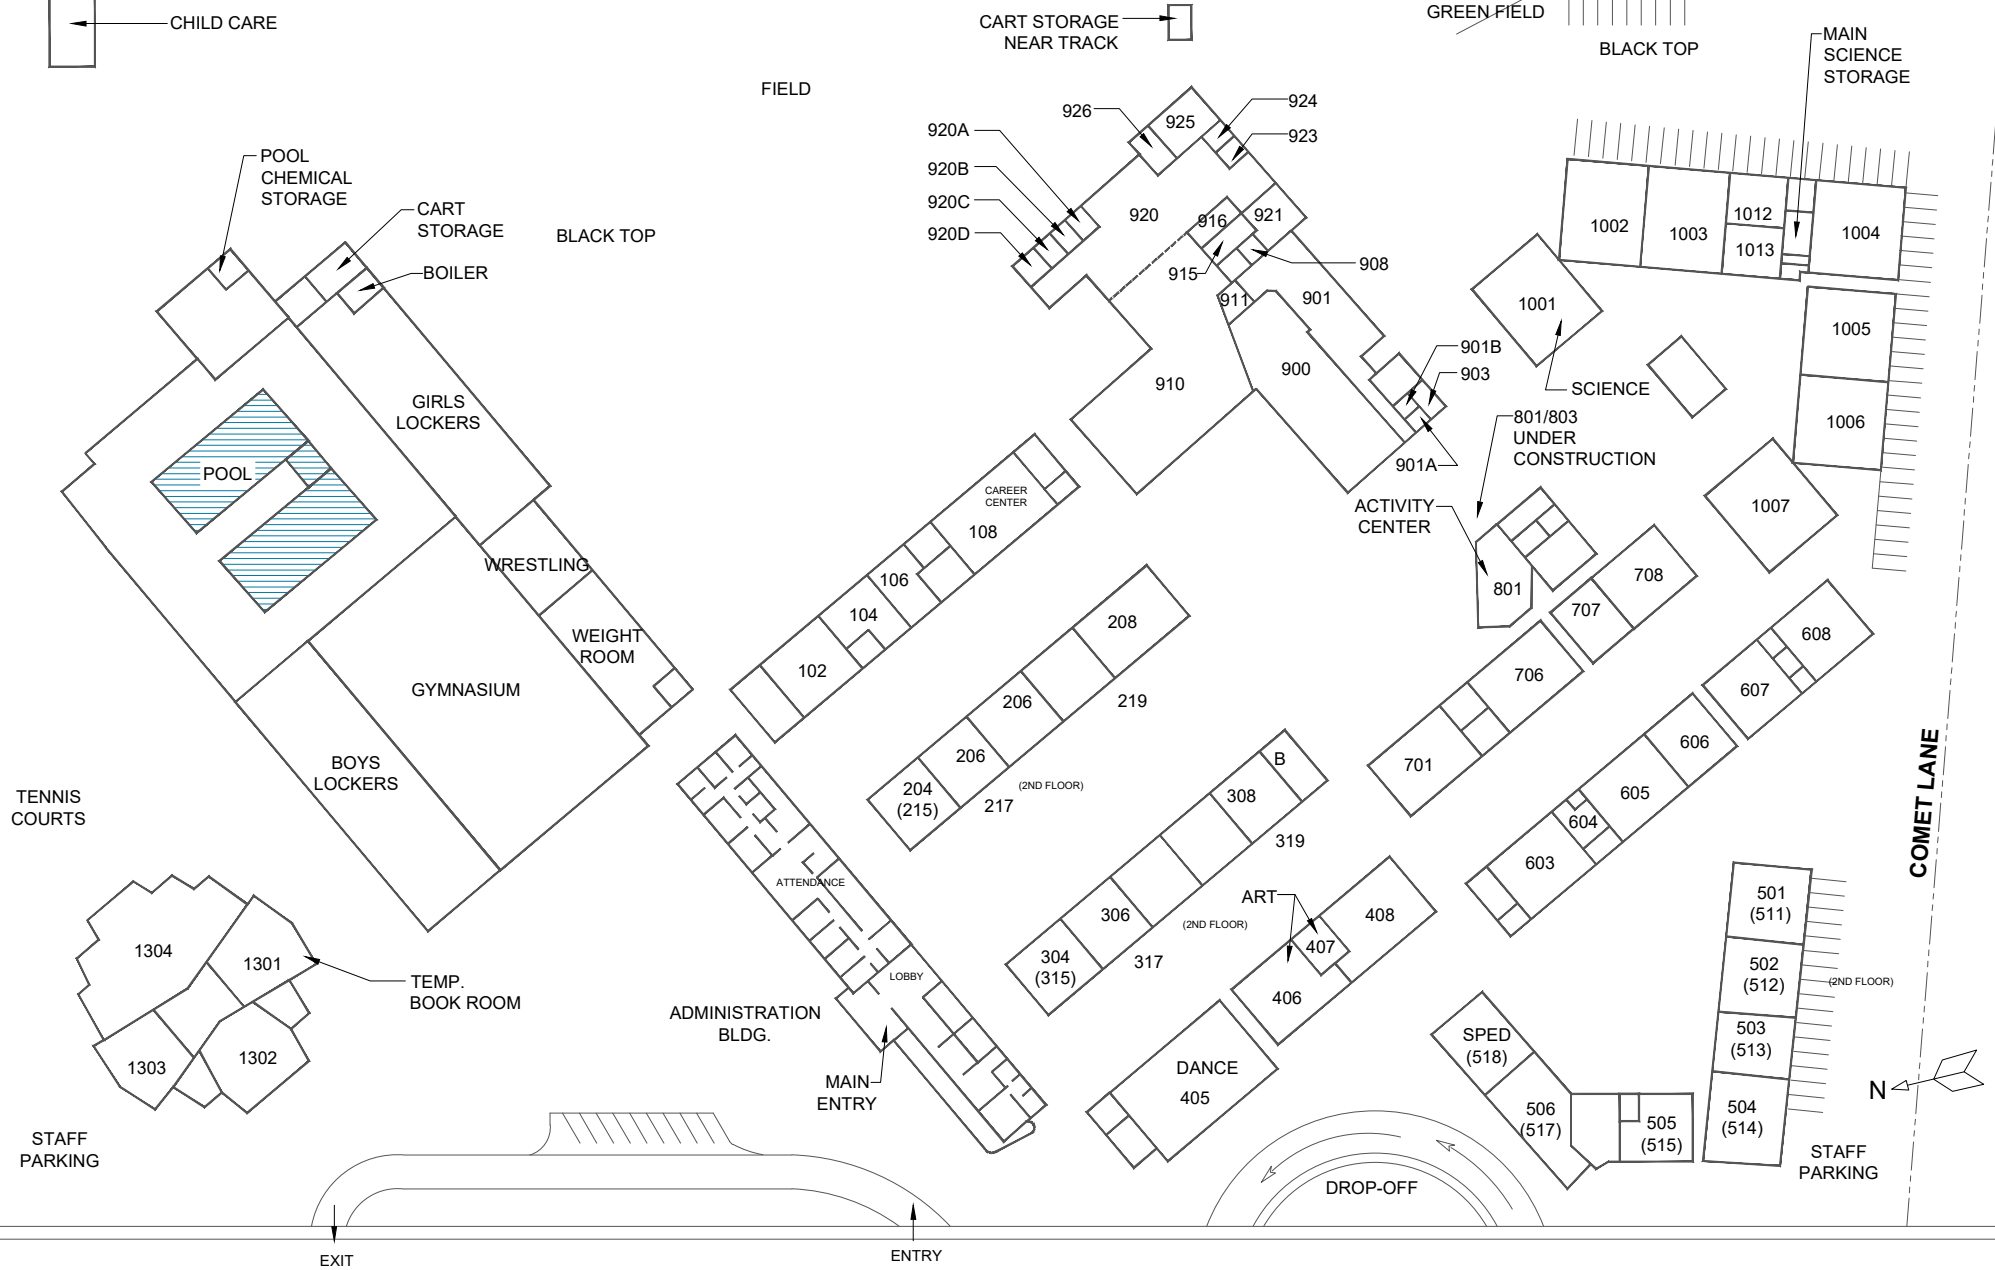 CHILD CARE
CART STORAGE
NEAR TRACK
GREEN FIELD
BLACK TOP
MAIN
SCIENCE
STORAGE
FIELD
926
925
924
923
920A
920B
920C
920D
920
916
921
915
908
911
901
900
910
901B
903
901A
POOL
CHEMICAL
STORAGE
CART
STORAGE
BOILER
BLACK TOP
1002
1003
1012
1013
1004
1001
SCIENCE
1005
1006
1007
801/803
UNDER
CONSTRUCTION
ACTIVITY
CENTER
801
GIRLS
LOCKERS
POOL
WRESTLING
WEIGHT
ROOM
GYMNASIUM
BOYS
LOCKERS
CAREER
CENTER
108
106
104
102
208
206
219
206
204
(215)
217
(2ND FLOOR)
708
707
706
701
608
607
606
605
604
603
B
308
319
306
(2ND FLOOR)
304
(315)
317
ART
408
407
406
DANCE
405
TENNIS
COURTS
ATTENDANCE
LOBBY
ADMINISTRATION
BLDG.
MAIN
ENTRY
1304
1301
TEMP.
BOOK ROOM
1303
1302
COMET LANE
501
(511)
502
(512)
(2ND FLOOR)
503
(513)
504
(514)
SPED
(518)
506
(517)
505
(515)
N
STAFF
PARKING
STAFF
PARKING
DROP-OFF
EXIT
ENTRY